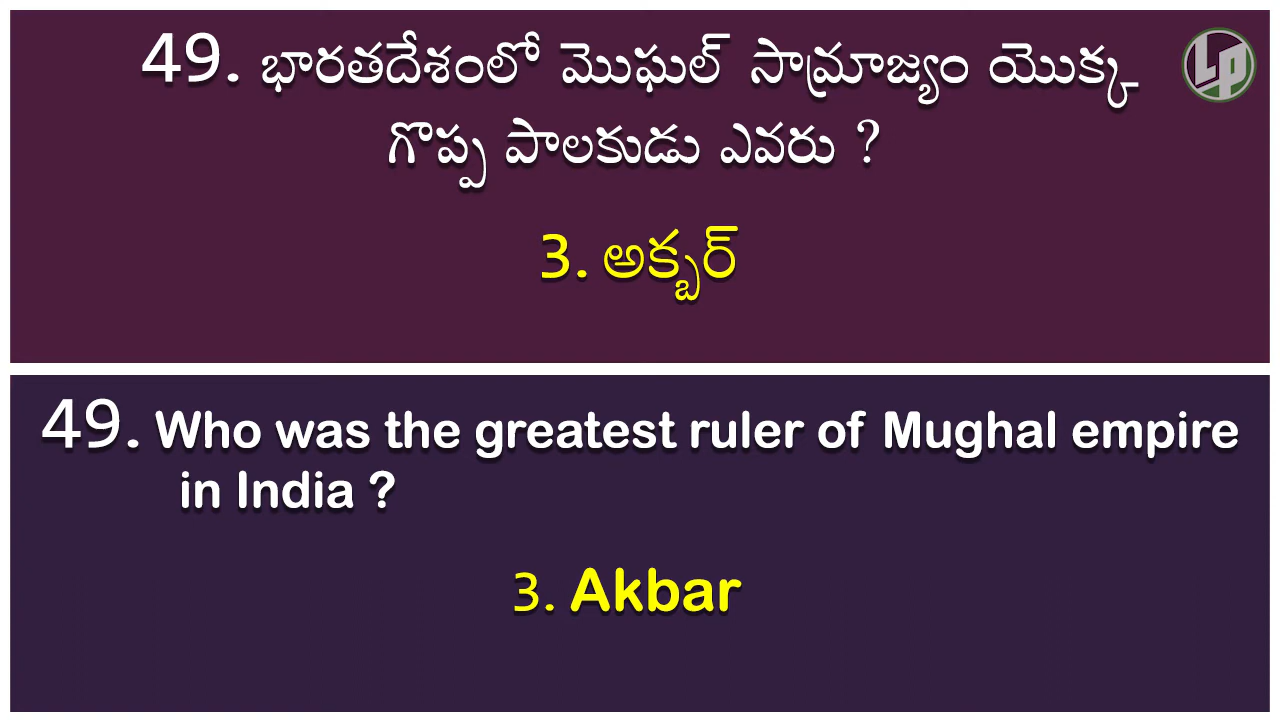 49. భారతదేశంలో మొఘల్ సామ్రాజ్యం యొక్క
గొప్ప పాలకుడు ఎవరు ?
3. అక్బర్
LP
49. Who was the greatest ruler of Mughal empire
in India ?
3. Akbar